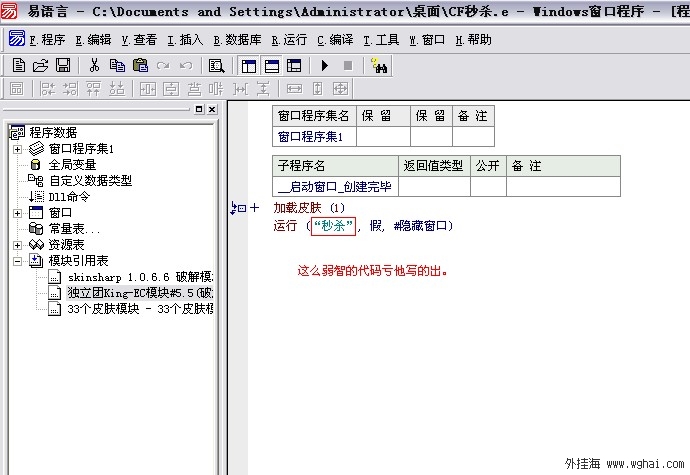 易语言 - C:\Documents and Settings\Administrator\桌面\CF秒杀.e - Windows窗口程序 - [程
F.程序 E.编辑 V.查看 I.插入 B.数据库 R.运行 C.编译 T.工具 W.窗口 H.帮助
程序数据
窗口程序集1
全局变量
自定义数据类型
Dll命令
窗口
常量表...
资源表
模块引用表
skinsharp 1.0.6.6 破解模
独立团King-EC模块#5.5(破
33个皮肤模块 - 33个皮肤模
窗口程序集名 保 留 保 留 备 注
窗口程序集1
子程序名 返回值类型 公开 备 注
__启动窗口_创建完毕
加载皮肤 (1)
运行 (“秒杀”, 假, #隐藏窗口)
这么弱智的代码亏他写的出。
外挂海 www.wghai.com